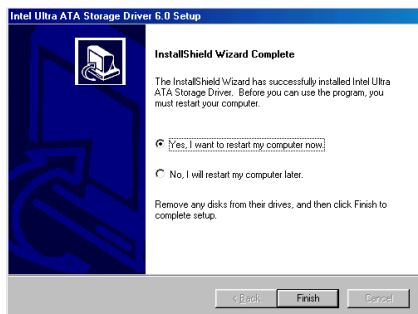 Intel Ultra ATA Storage Driver 6.0 Setup
InstallShield Wizard Complete
The InstallShield Wizard has successfully installed Intel Ultra
ATA Storage Driver. Before you can use the program, you
must restart your computer.
Yes, I want to restart my computer now.
No, I will restart my computer later.
Remove any disks from their drives, and then click Finish to
complete setup.
< Back Finish Cancel